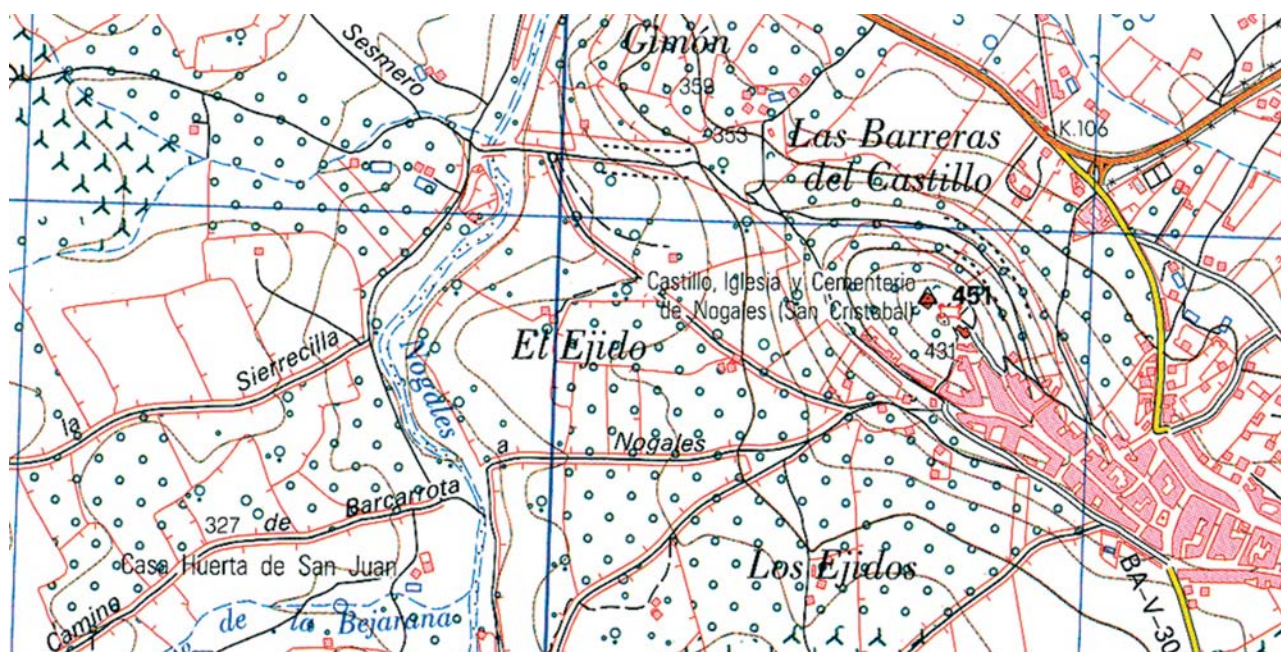 Gimón
Sesmero
359
353
K.106
Las Barreras
del Castillo
Castillo, Iglesia y Cementerio
de Nogales (San Cristobal)
451
431
El Ejido
Nogales
Sierrecilla
la
a
Nogales
Barcarrota
de
327
Casa Huerta de San Juan
Camino
de la Bejarana
Los Ejidos
BA-V-30